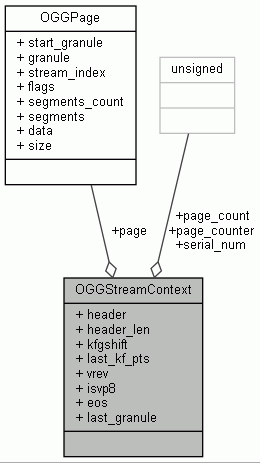 OGGPage
+ start_granule
+ granule
+ stream_index
+ flags
+ segments_count
+ segments
+ data
+ size
unsigned
+page
+page_count
+page_counter
+serial_num
OGGStreamContext
+ header
+ header_len
+ kfgshift
+ last_kf_pts
+ vrev
+ isvp8
+ eos
+ last_granule